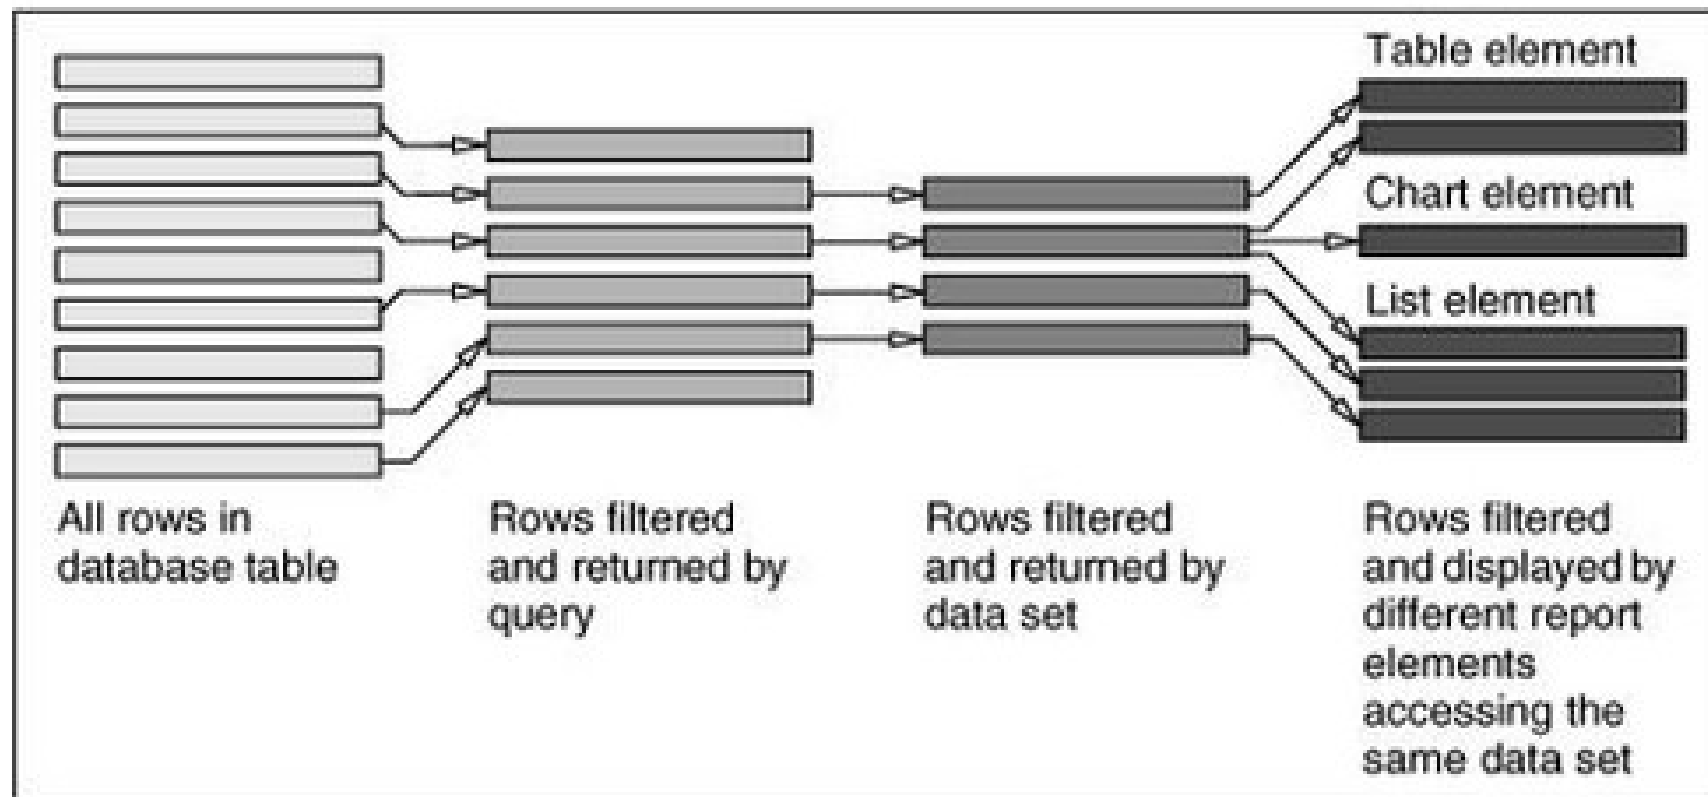 Table element
Chart element
List element
All rows in
database table
Rows filtered
and returned by
query
Rows filtered
and returned by
data set
Rows filtered
and displayed by
different report
elements
accessing the
same data set